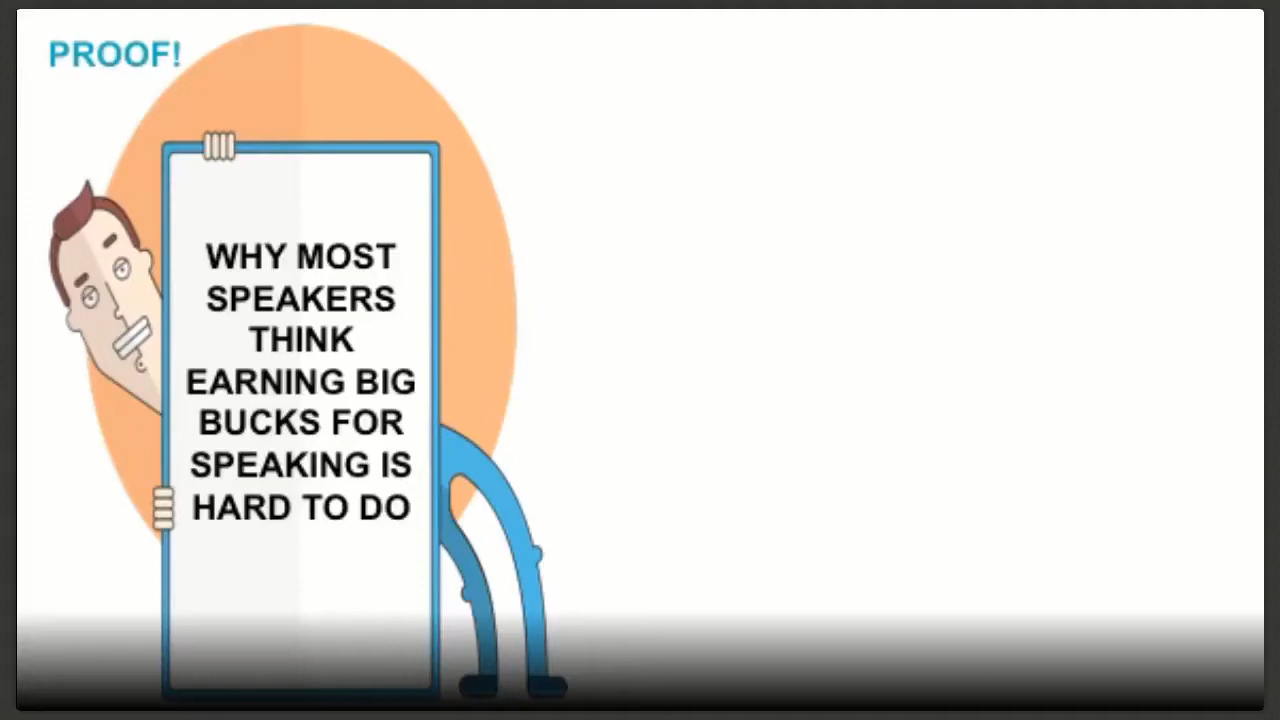 PROOF!
WHY MOST
SPEAKERS
THINK
EARNING BIG
BUCKS FOR
SPEAKING IS
HARD TO DO